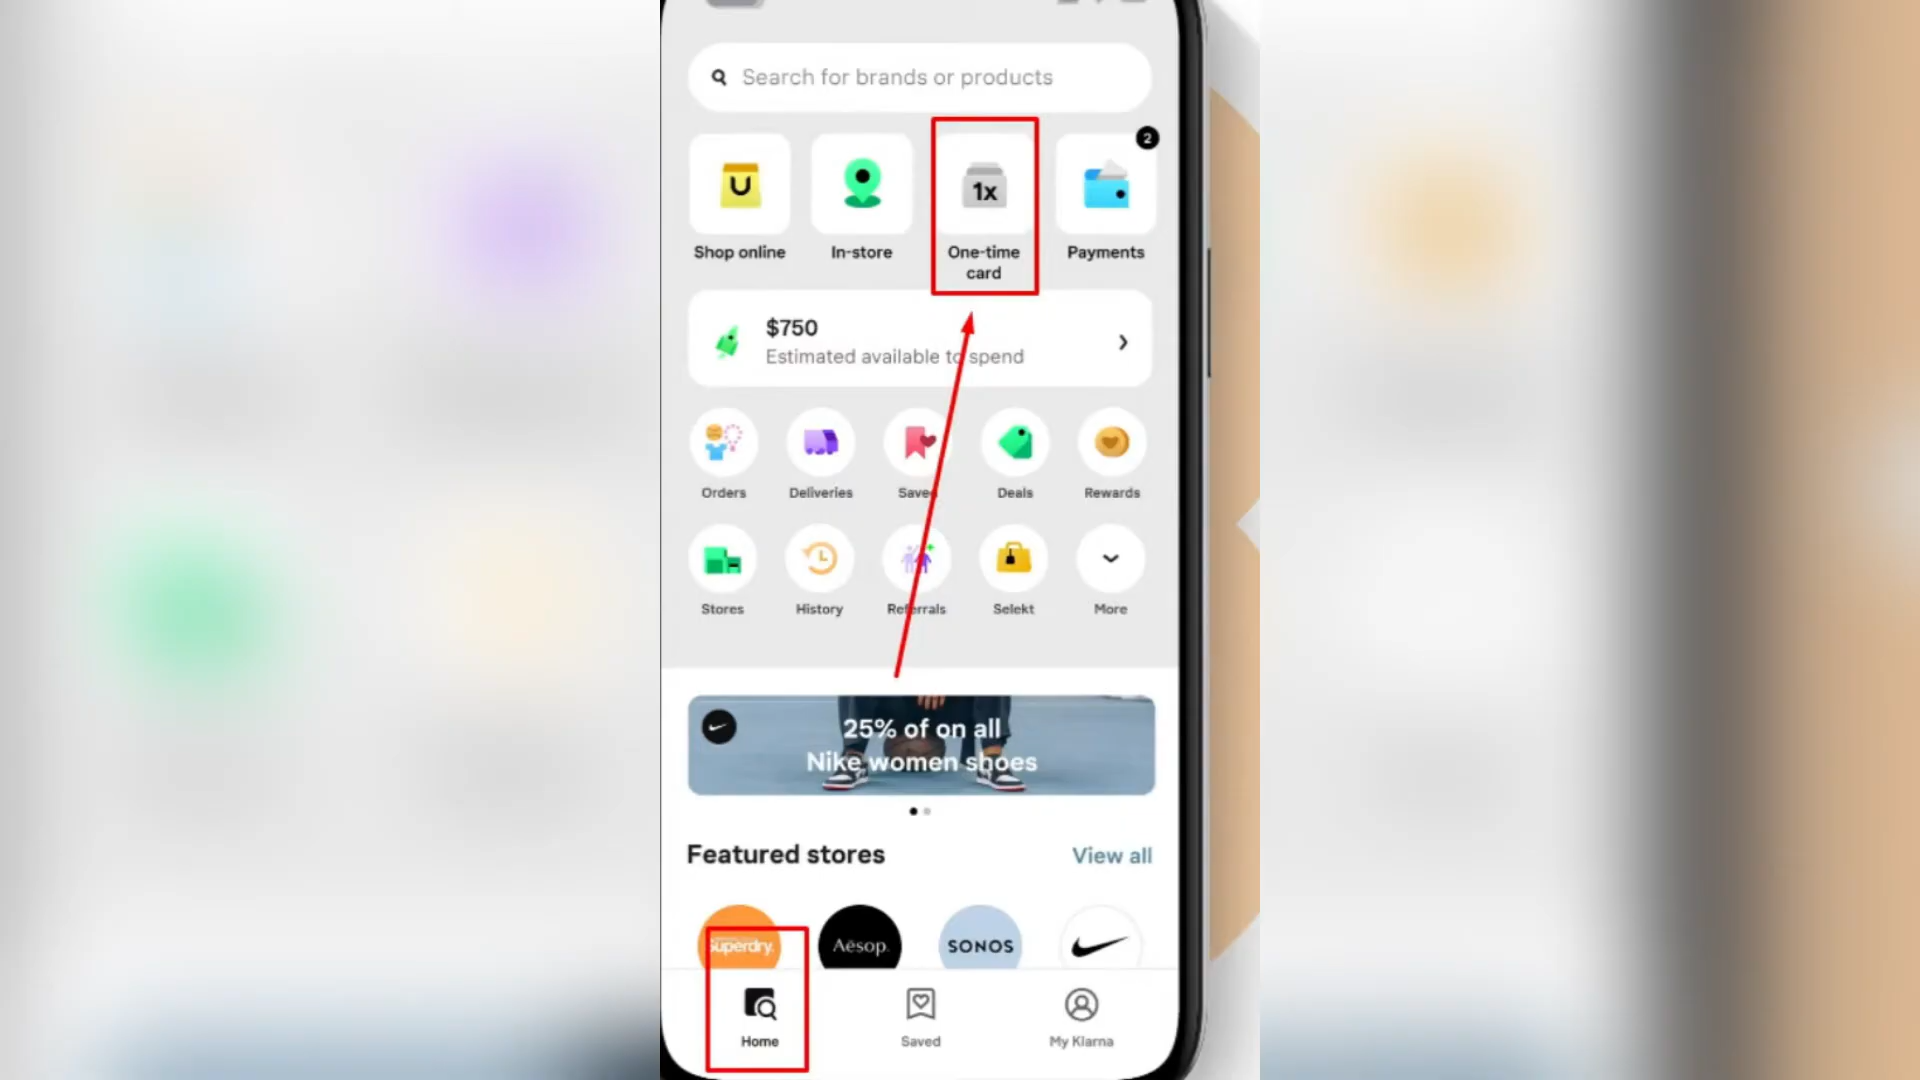 Search for brands or products
2
1x
Shop online
In-store
One-time
card
Payments
$750
Estimated available to spend
Orders
Deliveries
Saved
Deals
Rewards
Stores
History
Referrals
Selekt
More
25% of on all
Nike women shoes
Featured stores
View all
Superdry.
Aēsop.
SONOS
Home
Saved
My Klarna